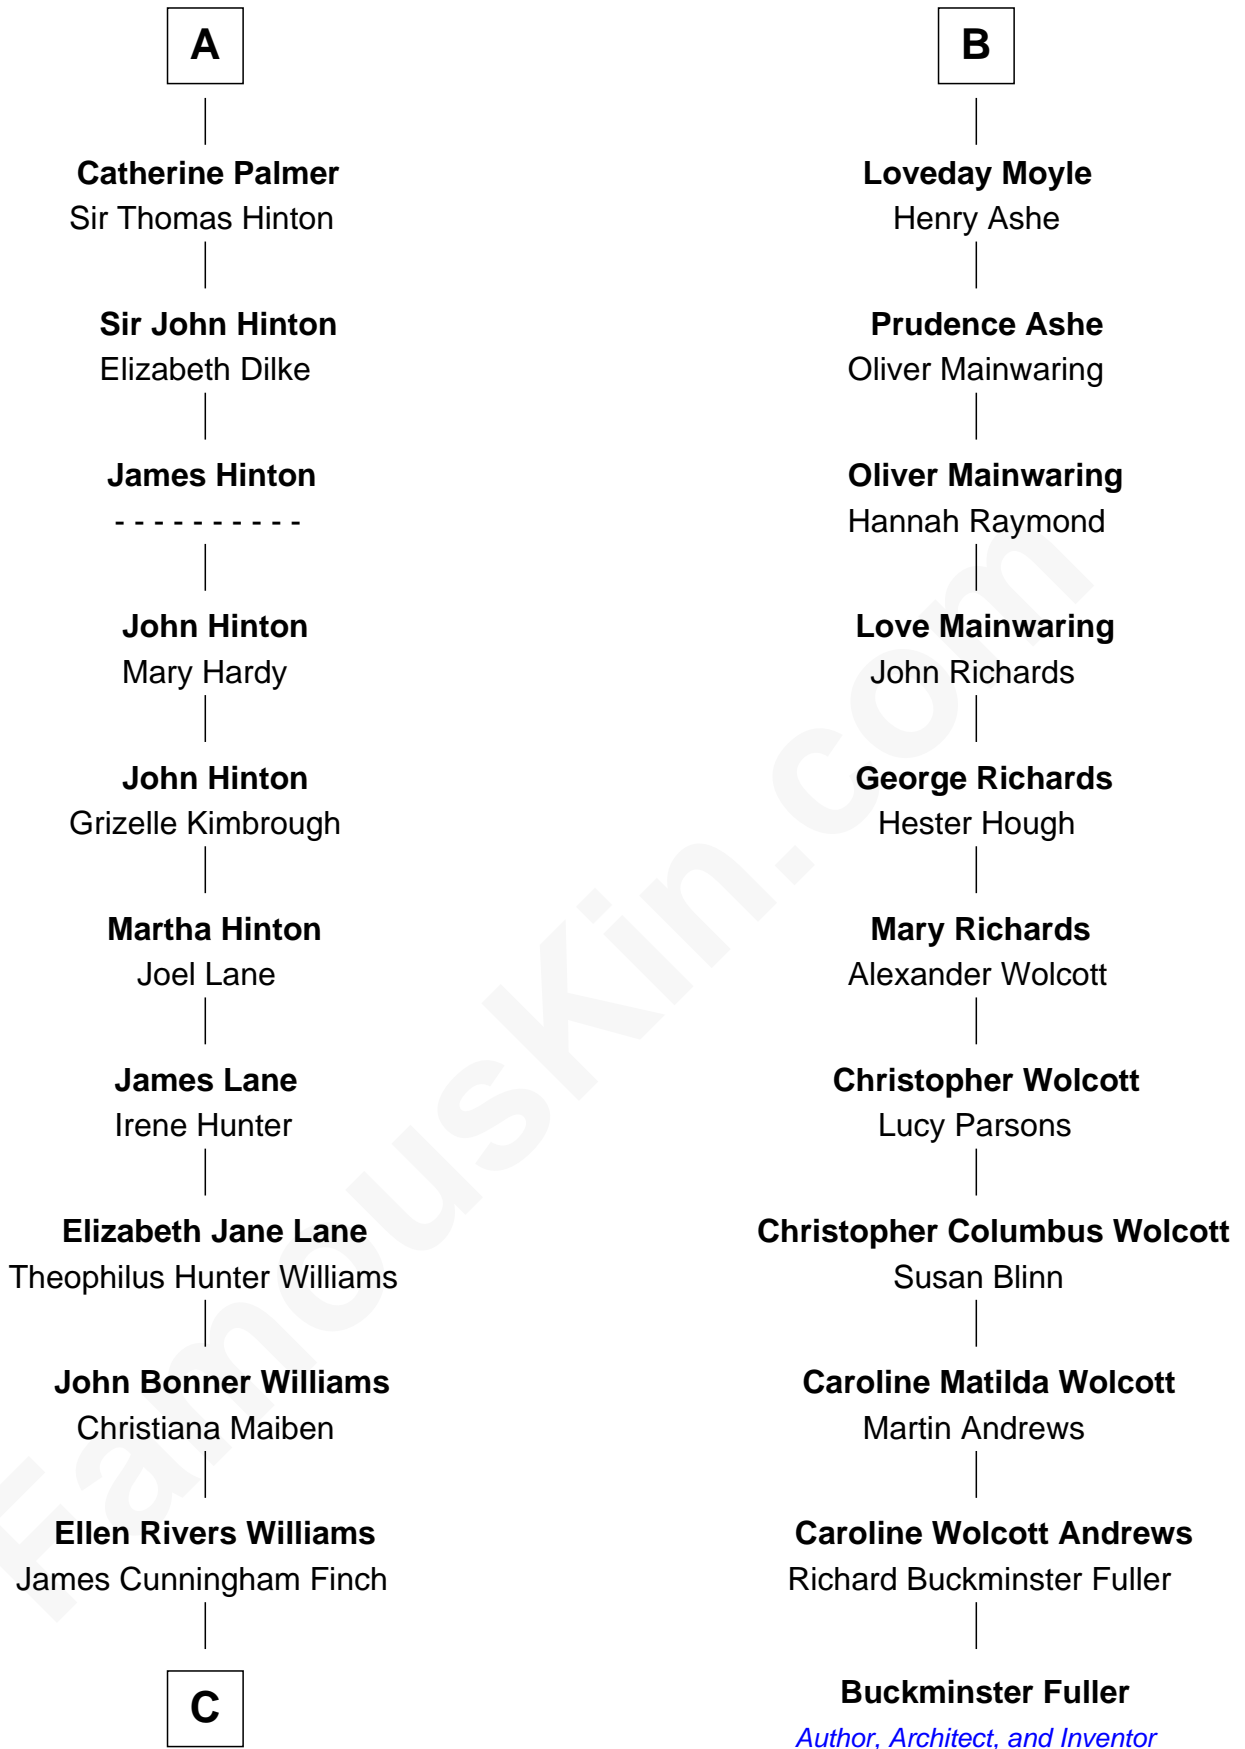 A
Catherine Palmer
Sir Thomas Hinton
Sir John Hinton
Elizabeth Dilke
James Hinton
- - - - - - - - - -
John Hinton
Mary Hardy
John Hinton
Grizelle Kimbrough
Martha Hinton
Joel Lane
James Lane
Irene Hunter
Elizabeth Jane Lane
Theophilus Hunter Williams
John Bonner Williams
Christiana Maiben
Ellen Rivers Williams
James Cunningham Finch
C
B
Loveday Moyle
Henry Ashe
Prudence Ashe
Oliver Mainwaring
Oliver Mainwaring
Hannah Raymond
Love Mainwaring
John Richards
George Richards
Hester Hough
Mary Richards
Alexander Wolcott
Christopher Wolcott
Lucy Parsons
Christopher Columbus Wolcott
Susan Blinn
Caroline Matilda Wolcott
Martin Andrews
Caroline Wolcott Andrews
Richard Buckminster Fuller
Buckminster Fuller
Author, Architect, and Inventor
FamousKin.com